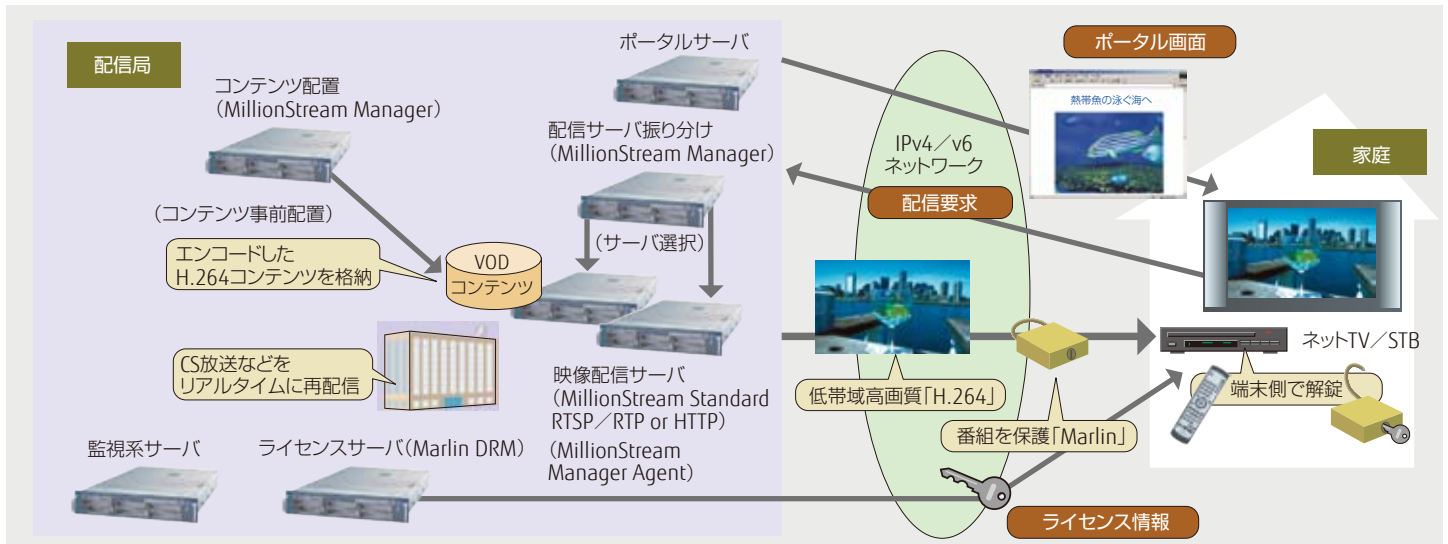 配信局
コンテンツ配置
(MillionStream Manager)
ポータルサーバ
配信サーバ振り分け
(MillionStream Manager)
(コンテンツ事前配置)
エンコードした
H.264コンテンツを格納
VOD
コンテンツ
(サーバ選択)
CS放送などを
リアルタイムに再配信
映像配信サーバ
(MillionStream Standard
RTSP/RTP or HTTP)
(MillionStream
Manager Agent)
監視系サーバ
ライセンスサーバ(Marlin DRM)
IPv4/v6
ネットワーク
配信要求
低帯域高画質「H.264」
番組を保護「Marlin」
ライセンス情報
ポータル画面
熱帯魚の泳ぐ海へ
家庭
ネットTV/STB
端末側で解錠